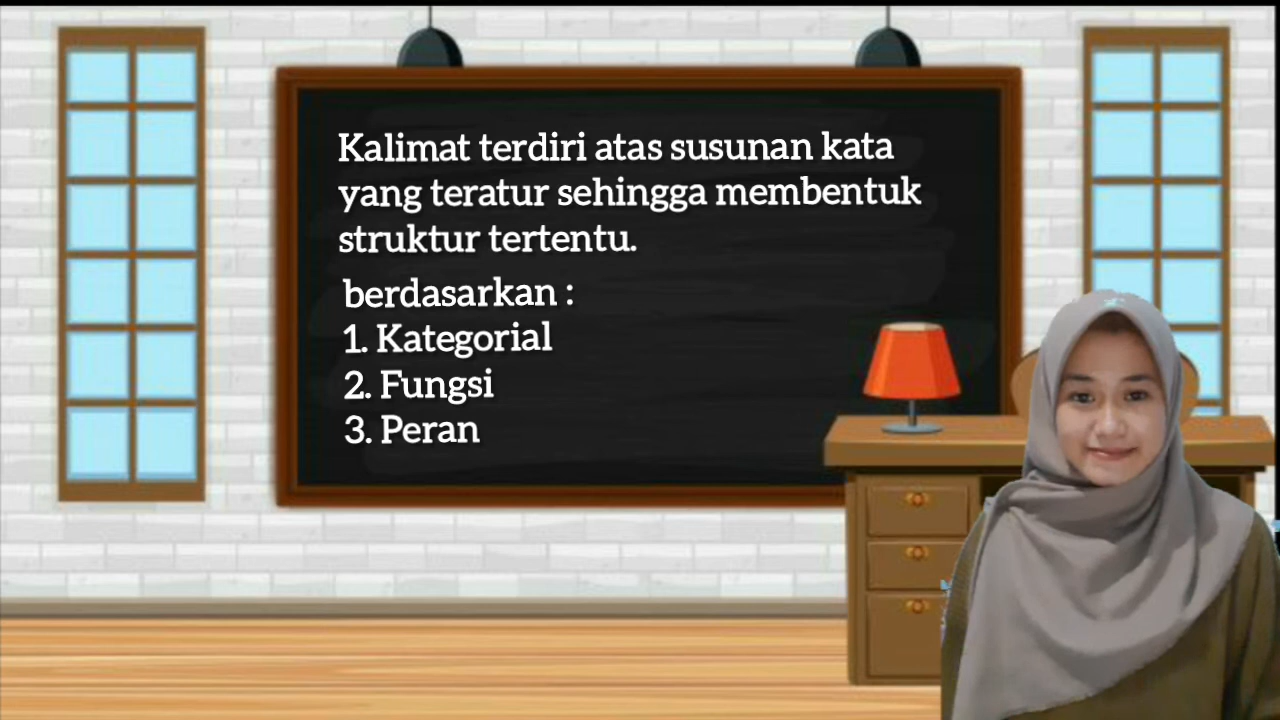 Kalimat terdiri atas susunan kata
yang teratur sehingga membentuk
struktur tertentu.
berdasarkan :
1. Kategorial
2. Fungsi
3. Peran